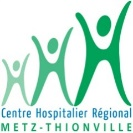 Centre Hospitalier Régional
METZ-THIONVILLE